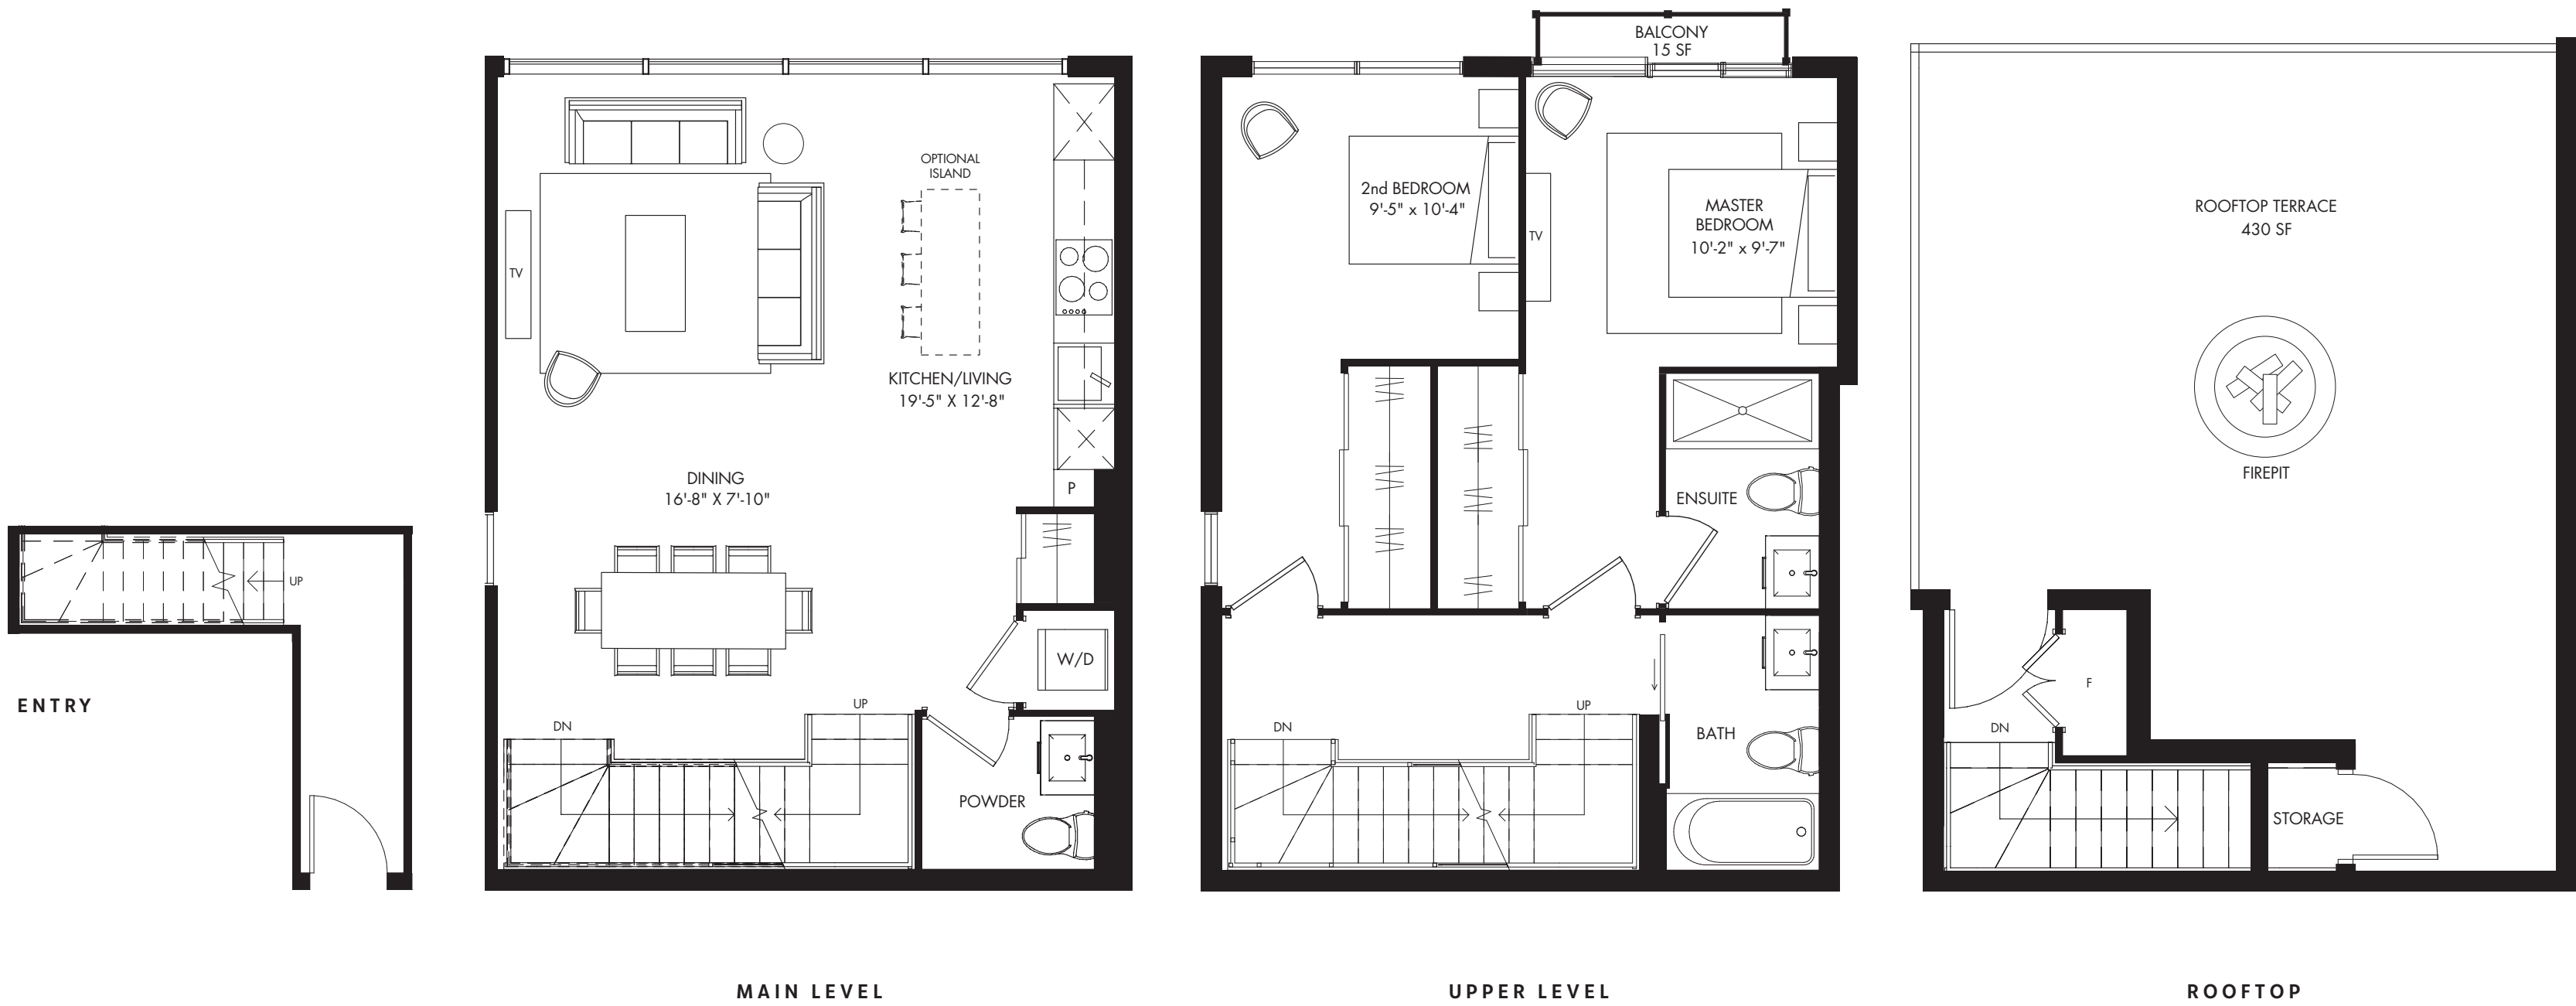 UP
ENTRY
OPTIONAL
ISLAND
TV
KITCHEN/LIVING
19'-5" X 12'-8"
DINING
16'-8" X 7'-10"
P
W/D
DN
UP
POWDER
MAIN LEVEL
BALCONY
15 SF
2nd BEDROOM
9'-5" x 10'-4"
MASTER
BEDROOM
10'-2" x 9'-7"
TV
ENSUITE
DN
UP
BATH
UPPER LEVEL
ROOFTOP TERRACE
430 SF
FIREPIT
F
DN
STORAGE
ROOFTOP